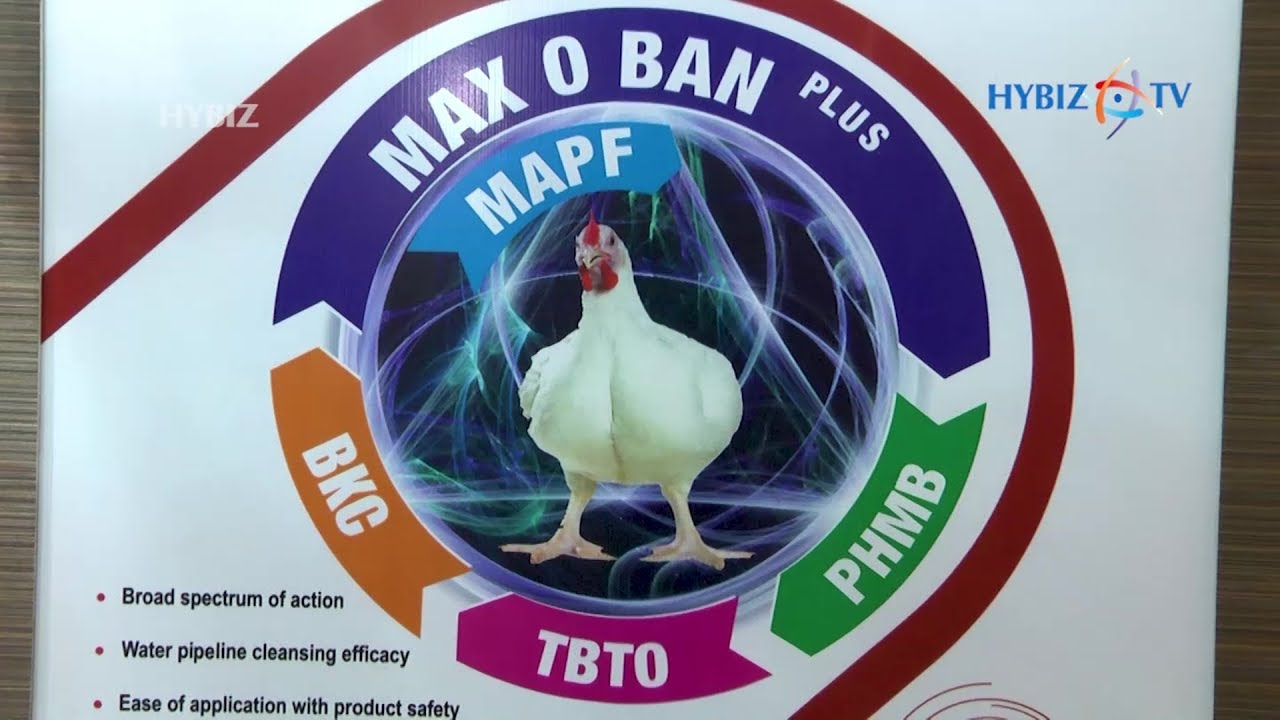 HYBIZ
HYBIZ TV
MAX O BAN PLUS
MAPF
BKC
PHMB
TBTO
• Broad spectrum of action
• Water pipeline cleansing efficacy
• Ease of application with product safety